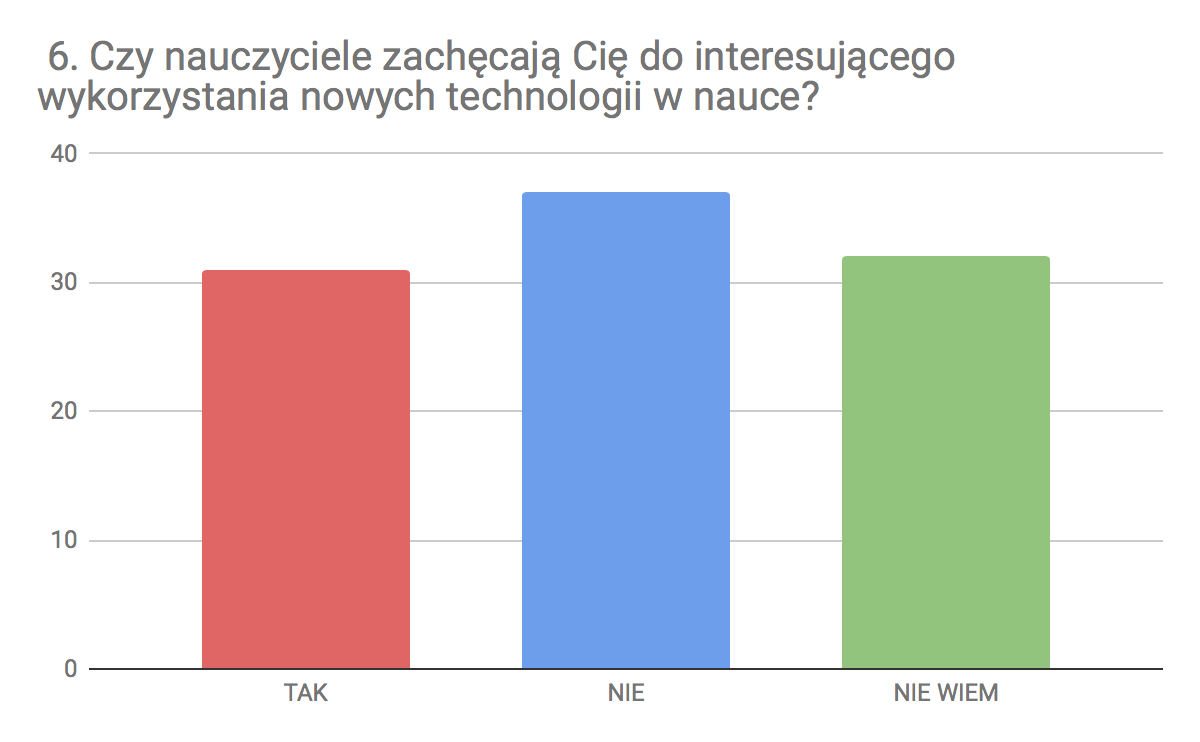 6. Czy nauczyciele zachęcają Cię do interesującego
wykorzystania nowych technologii w nauce?
40
30
20
10
0
TAK NIE NIE WIEM